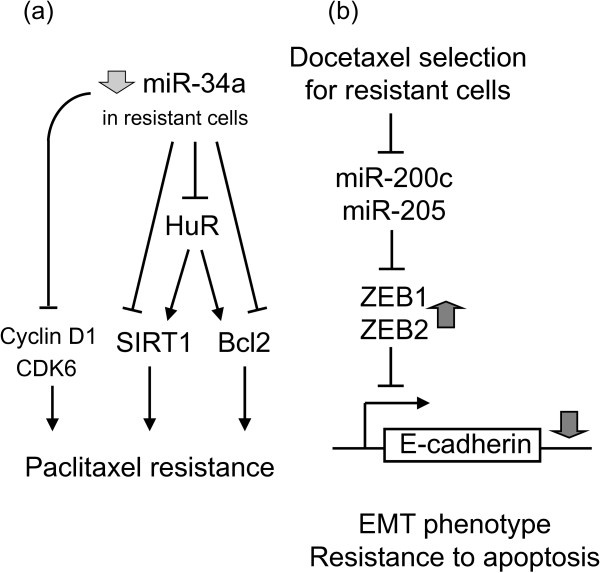 (a)
miR-34a
in resistant cells
HuR
Cyclin D1
CDK6
SIRT1
Bcl2
Paclitaxel resistance
(b)
Docetaxel selection
for resistant cells
miR-200c
miR-205
ZEB1
ZEB2
E-cadherin
EMT phenotype
Resistance to apoptosis